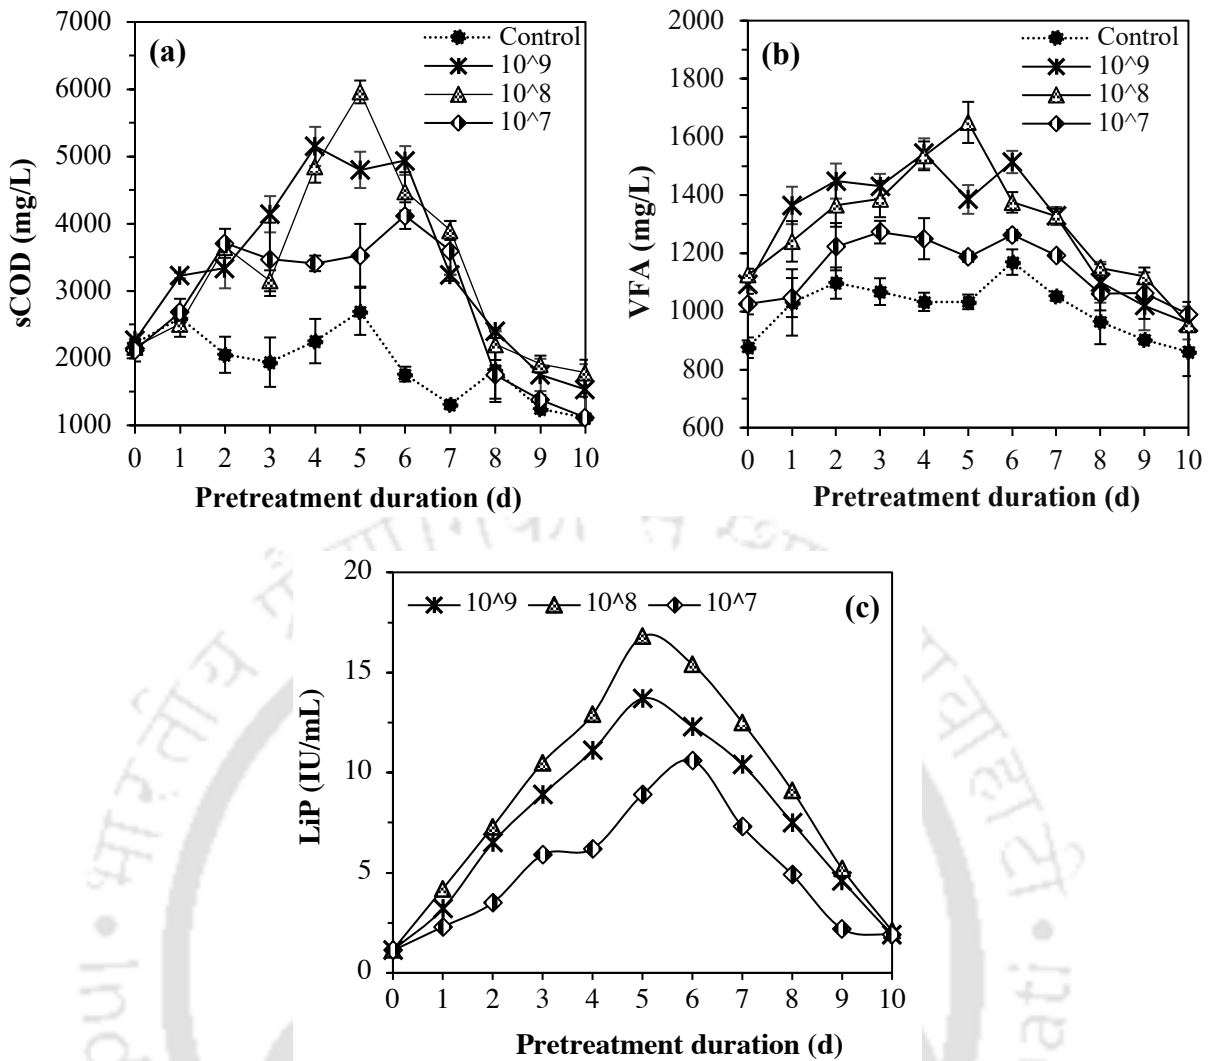 (a)
Control
10^9
10^8
10^7
sCOD (mg/L)
7000
6000
5000
4000
3000
2000
1000
0 1 2 3 4 5 6 7 8 9 10
Pretreatment duration (d)
(b)
Control
10^9
10^8
10^7
VFA (mg/L)
2000
1800
1600
1400
1200
1000
800
600
0 1 2 3 4 5 6 7 8 9 10
Pretreatment duration (d)
10^9 10^8 10^7
(c)
LiP (IU/mL)
20
15
10
5
0
0 1 2 3 4 5 6 7 8 9 10
Pretreatment duration (d)